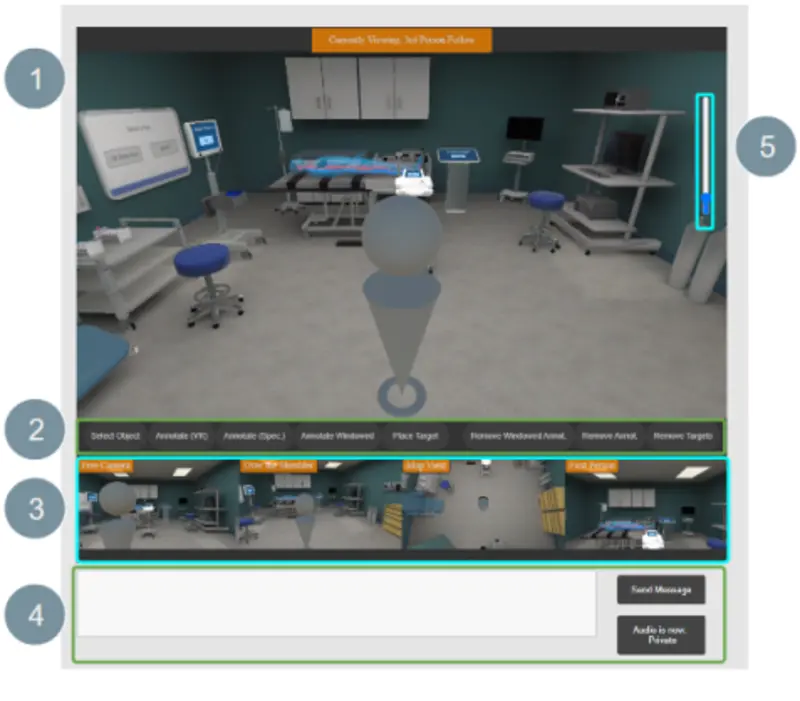 Currently Viewing: 3rd Person Follow
1
5
2
Select Object Annotate (VR) Annotate (Spec.) Annotate Windowed Place Target Remove Windowed Annot. Remove Annot. Remove Targets
3
Free Camera Over the Shoulder Map View First Person
4
Send Message
Audio is now:
Private